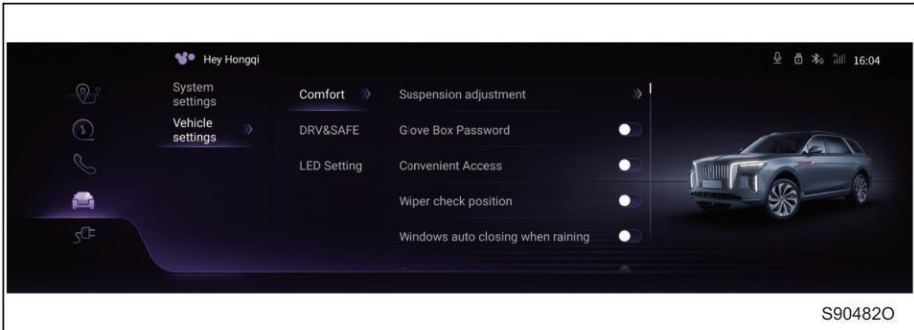 Hey Hongqi
16:04
System
settings
Vehicle
settings
Comfort
DRV&SAFE
LED Setting
Suspension adjustment
Glove Box Password
Convenient Access
Wiper check position
Windows auto closing when raining
S90482O